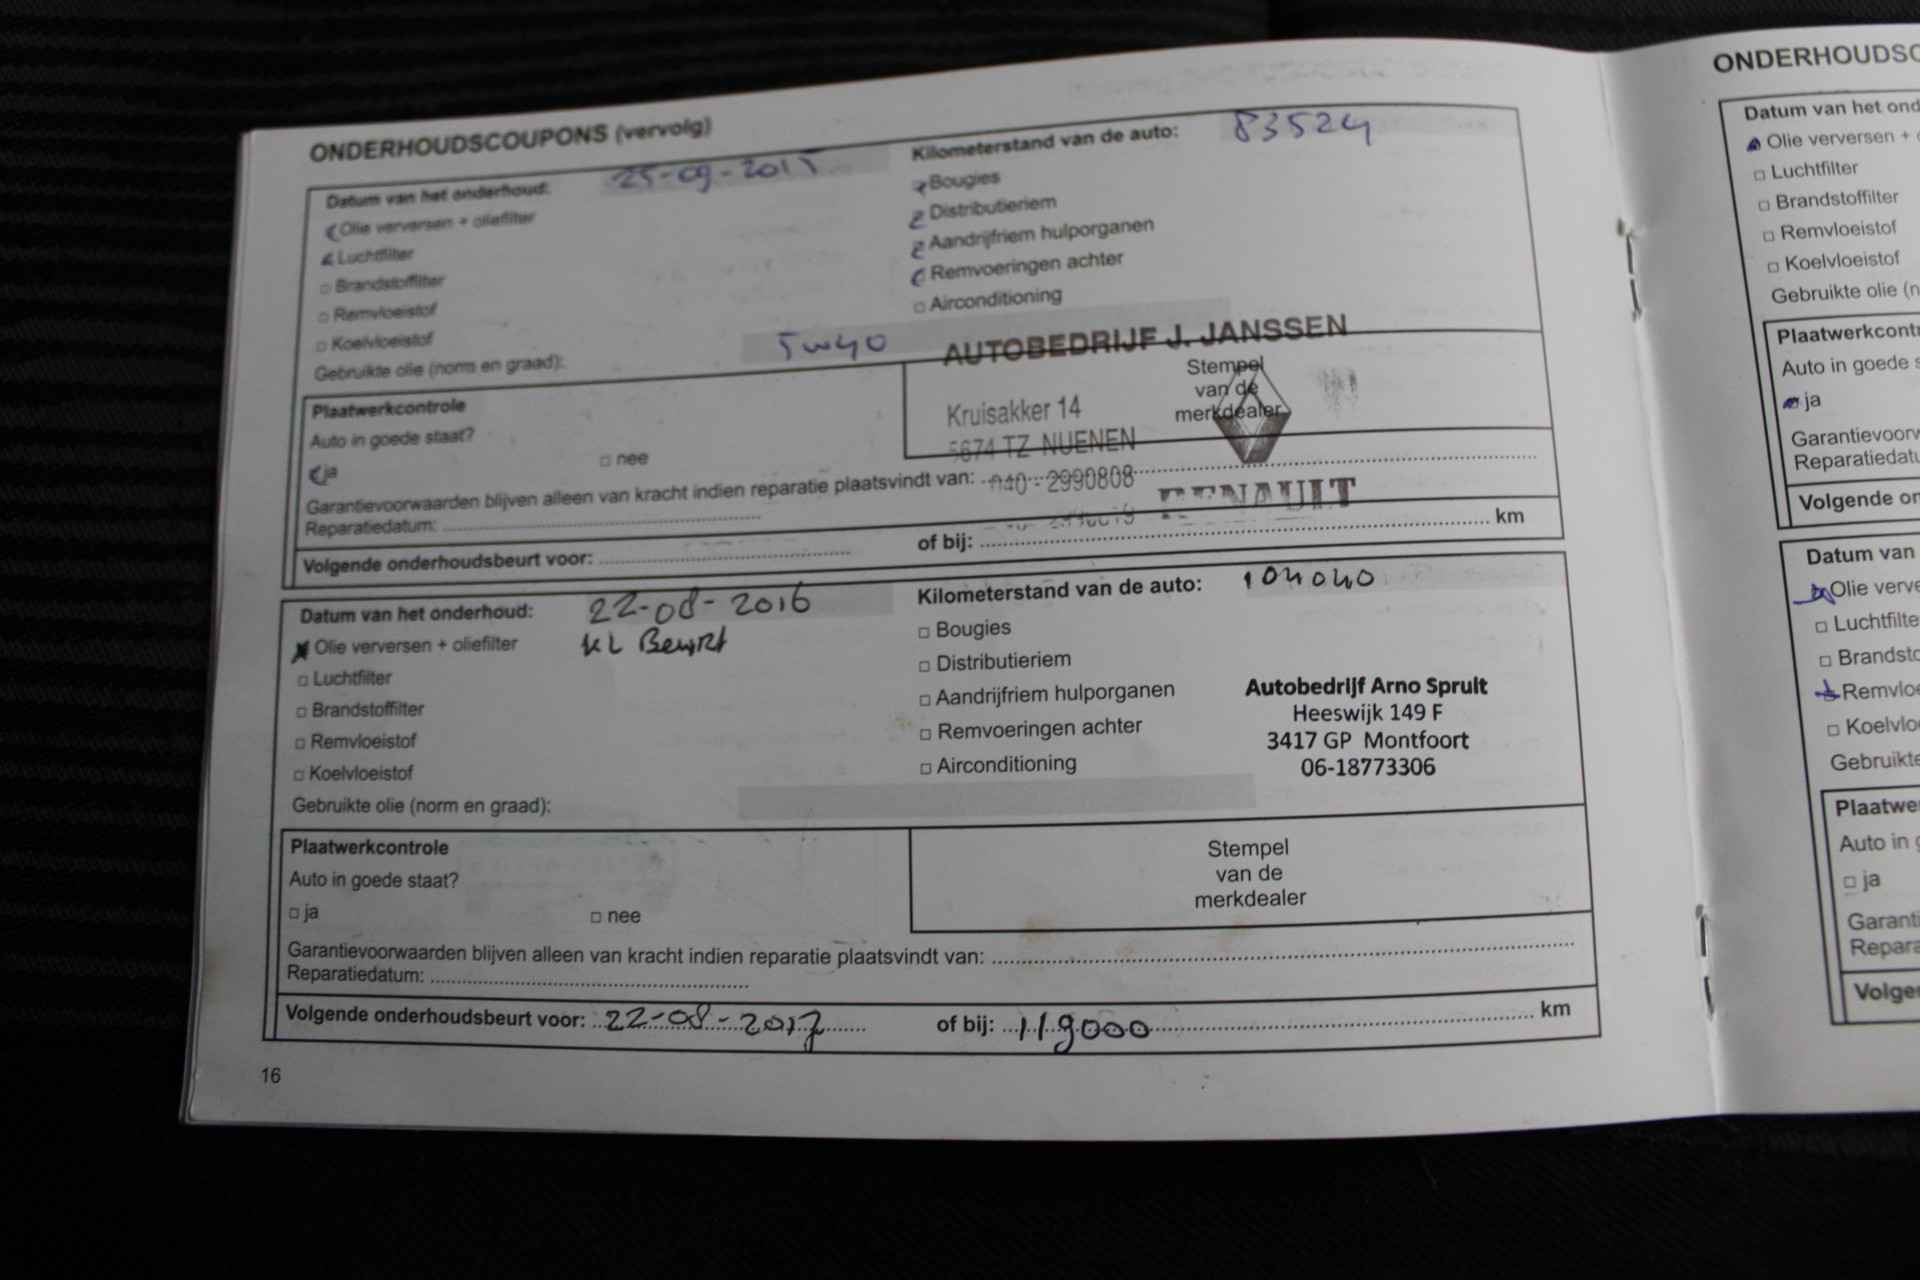 ONDERHOUDSCOUPONS (vervolg)
Datum van het onderhoud: 25-09-2015
Kilometerstand van de auto: 83524
Olie verversen + oliefilter
Luchtfilter
Brandstoffilter
Remvloeistof
Koelvloeistof
Gebruikte olie (norm en graad): 5W40
Bougies
Distributieriem
Aandrijfriem hulporganen
Remvoeringen achter
Airconditioning
AUTOBEDRIJF J. JANSSEN
Kruisakker 14
5674 TZ NUENEN
040 - 2990808
RENAULT
Stempel
van de
merkdealer
Plaatwerkcontrole
Auto in goede staat?
ja
nee
Garantievoorwaarden blijven alleen van kracht indien reparatie plaatsvindt van:
Reparatiedatum:
Volgende onderhoudsbeurt voor: of bij: km
Datum van het onderhoud: 22-08-2016
Kilometerstand van de auto: 104040
Olie verversen + oliefilter KL Beurt
Luchtfilter
Brandstoffilter
Remvloeistof
Koelvloeistof
Gebruikte olie (norm en graad):
Bougies
Distributieriem
Aandrijfriem hulporganen
Remvoeringen achter
Airconditioning
Autobedrijf Arno Spruit
Heeswijk 149 F
3417 GP Montfoort
06-18773306
Plaatwerkcontrole
Auto in goede staat?
ja
nee
Stempel
van de
merkdealer
Garantievoorwaarden blijven alleen van kracht indien reparatie plaatsvindt van:
Reparatiedatum:
Volgende onderhoudsbeurt voor: 22-08-2017 of bij: 119000 km
16
ONDERHOUDSC
Datum van het ond
Olie verversen +
Luchtfilter
Brandstoffilter
Remvloeistof
Koelvloeistof
Gebruikte olie (n
Plaatwerkcont
Auto in goede s
ja
Garantievoorw
Reparatiedatu
Volgende on
Datum van
Olie verve
Luchtfilte
Brandsto
Remvloe
Koelvlo
Gebruikte
Plaatwe
Auto in g
ja
Garanti
Repara
Volge